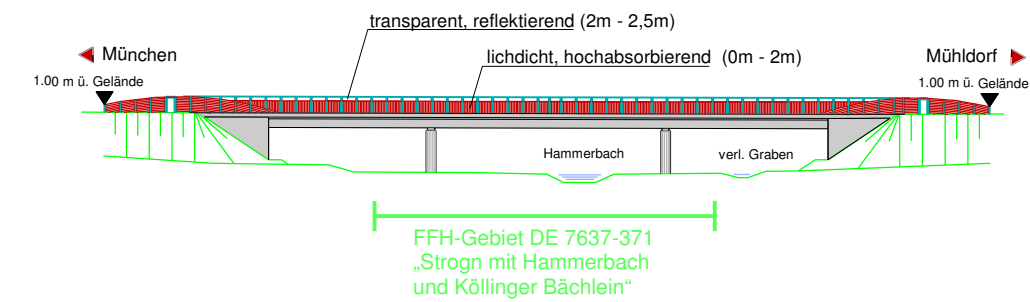 transparent, reflektierend (2m - 2,5m)
München
lichdicht, hochabsorbierend (0m - 2m)
Mühldorf
1.00 m ü. Gelände
1.00 m ü. Gelände
Hammerbach
verl. Graben
FFH-Gebiet DE 7637-371
„Strogn mit Hammerbach
und Köllinger Bächlein“